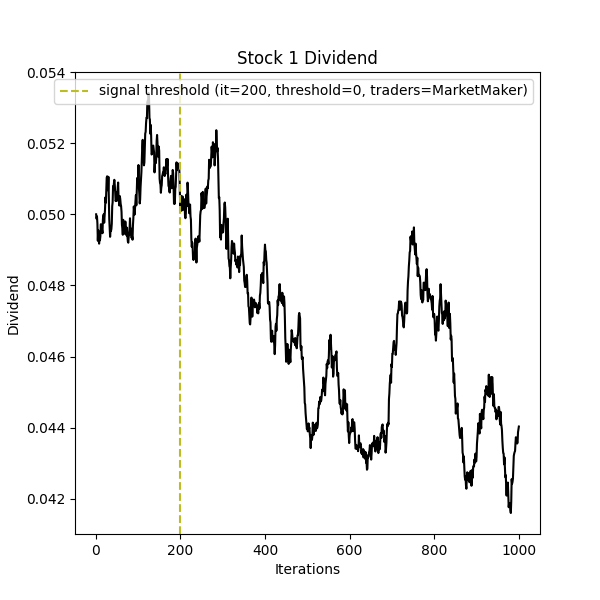 Stock 1 Dividend
signal threshold (it=200, threshold=0, traders=MarketMaker)
0.054
0.052
0.050
0.048
0.046
0.044
0.042
Dividend
0 200 400 600 800 1000
Iterations